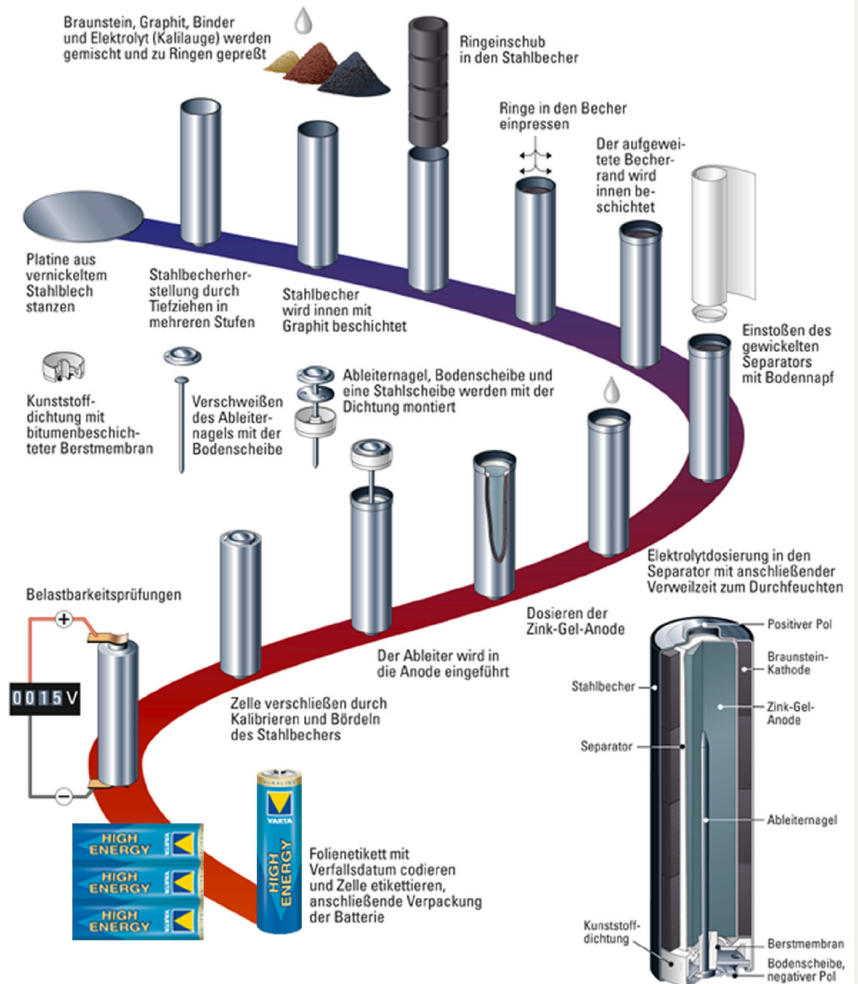 Braunstein, Graphit, Binder
und Elektrolyt (Kalilauge) werden
gemischt und zu Ringen gepreßt
Ringeinschub
in den Stahlbecher
Ringe in den Becher
einpressen
Der aufgewei-
tete Becher-
rand wird
innen be-
schichtet
Platine aus
vernickeltem
Stahlblech
stanzen
Stahlbecherher-
stellung durch
Tiefziehen in
mehreren Stufen
Stahlbecher
wird innen mit
Graphit beschichtet
Einstoßen des
gewickelten
Separators
mit Bodennapf
Kunststoff-
dichtung mit
bitumenbeschich-
teter Berstmembran
Verschweißen
des Ableiter-
nagels mit der
Bodenscheibe
Ableiternagel, Bodenscheibe und
eine Stahlscheibe werden mit der
Dichtung montiert
Elektrolytdosierung in den
Separator mit anschließender
Verweilzeit zum Durchfeuchten
Dosieren der
Zink-Gel-Anode
Der Ableiter wird in
die Anode eingeführt
Zelle verschließen durch
Kalibrieren und Bördeln
des Stahlbechers
Belastbarkeitsprüfungen
+
0015 V
−
HIGH
ENERGY
VARTA
HIGH
ENERGY
VARTA
HIGH
ENERGY
VARTA
ALKALINE
VARTA
HIGH
ENERGY
Folienetikett mit
Verfallsdatum codieren
und Zelle etikettieren,
anschließende Verpackung
der Batterie
Positiver Pol
Braunstein-
Kathode
Stahlbecher
Zink-Gel-
Anode
Separator
Ableiternagel
Kunststoff-
dichtung
Berstmembran
Bodenscheibe,
negativer Pol